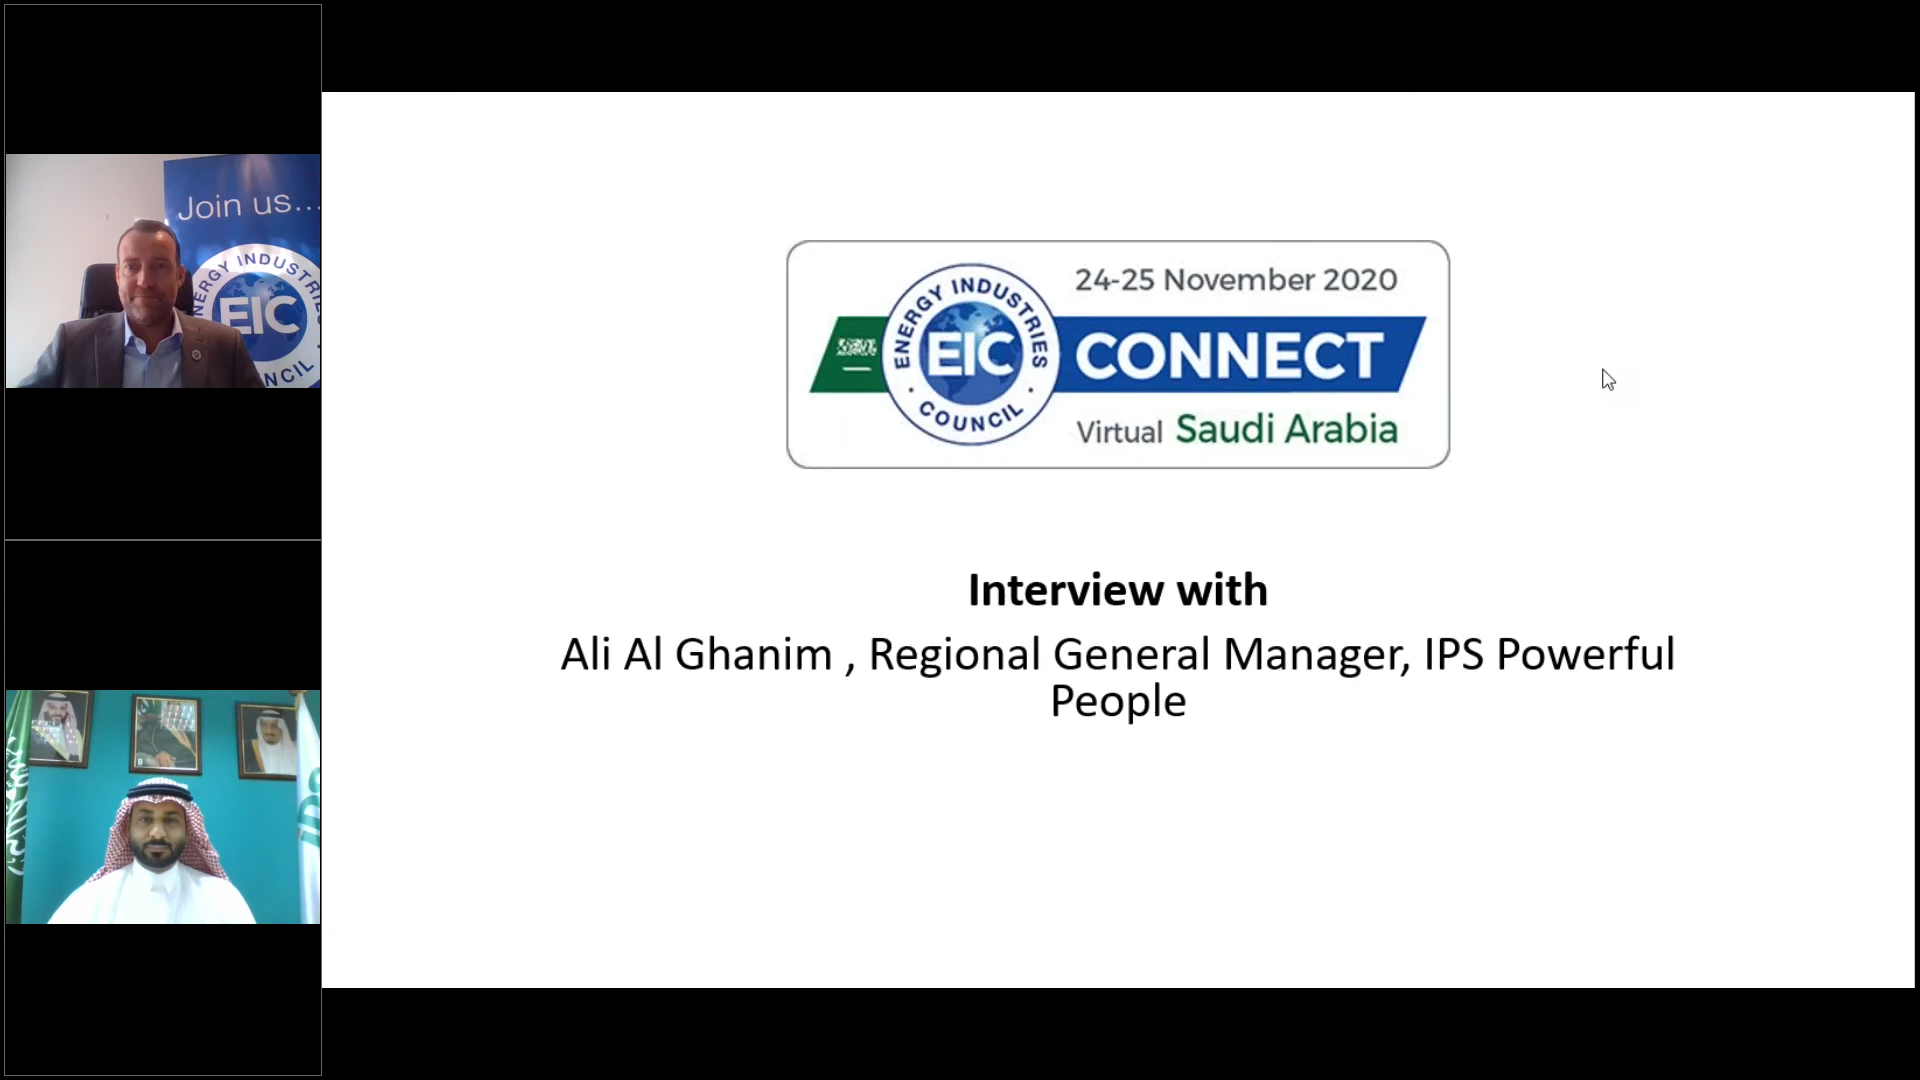 Join us...
ENERGY INDUSTRIES
EIC
COUNCIL
24-25 November 2020
ENERGY INDUSTRIES
EIC
COUNCIL
CONNECT
Virtual Saudi Arabia
Interview with
Ali Al Ghanim , Regional General Manager, IPS Powerful
People
IPS